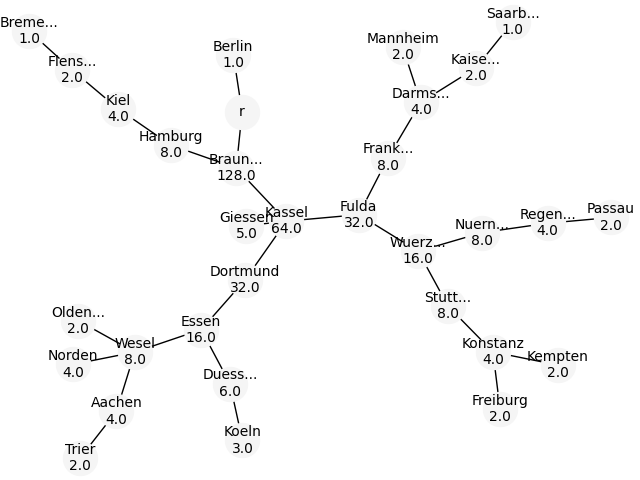 Breme...
1.0
Flens...
2.0
Kiel
4.0
Hamburg
8.0
Berlin
1.0
r
Braun...
128.0
Mannheim
2.0
Saarb...
1.0
Kaise...
2.0
Darms...
4.0
Frank...
8.0
Giessen
5.0
Kassel
64.0
Fulda
32.0
Wuerz...
16.0
Nuern...
8.0
Regen...
4.0
Passau
2.0
Dortmund
32.0
Stutt...
8.0
Essen
16.0
Olden...
2.0
Wesel
8.0
Norden
4.0
Konstanz
4.0
Kempten
2.0
Duess...
6.0
Aachen
4.0
Freiburg
2.0
Koeln
3.0
Trier
2.0